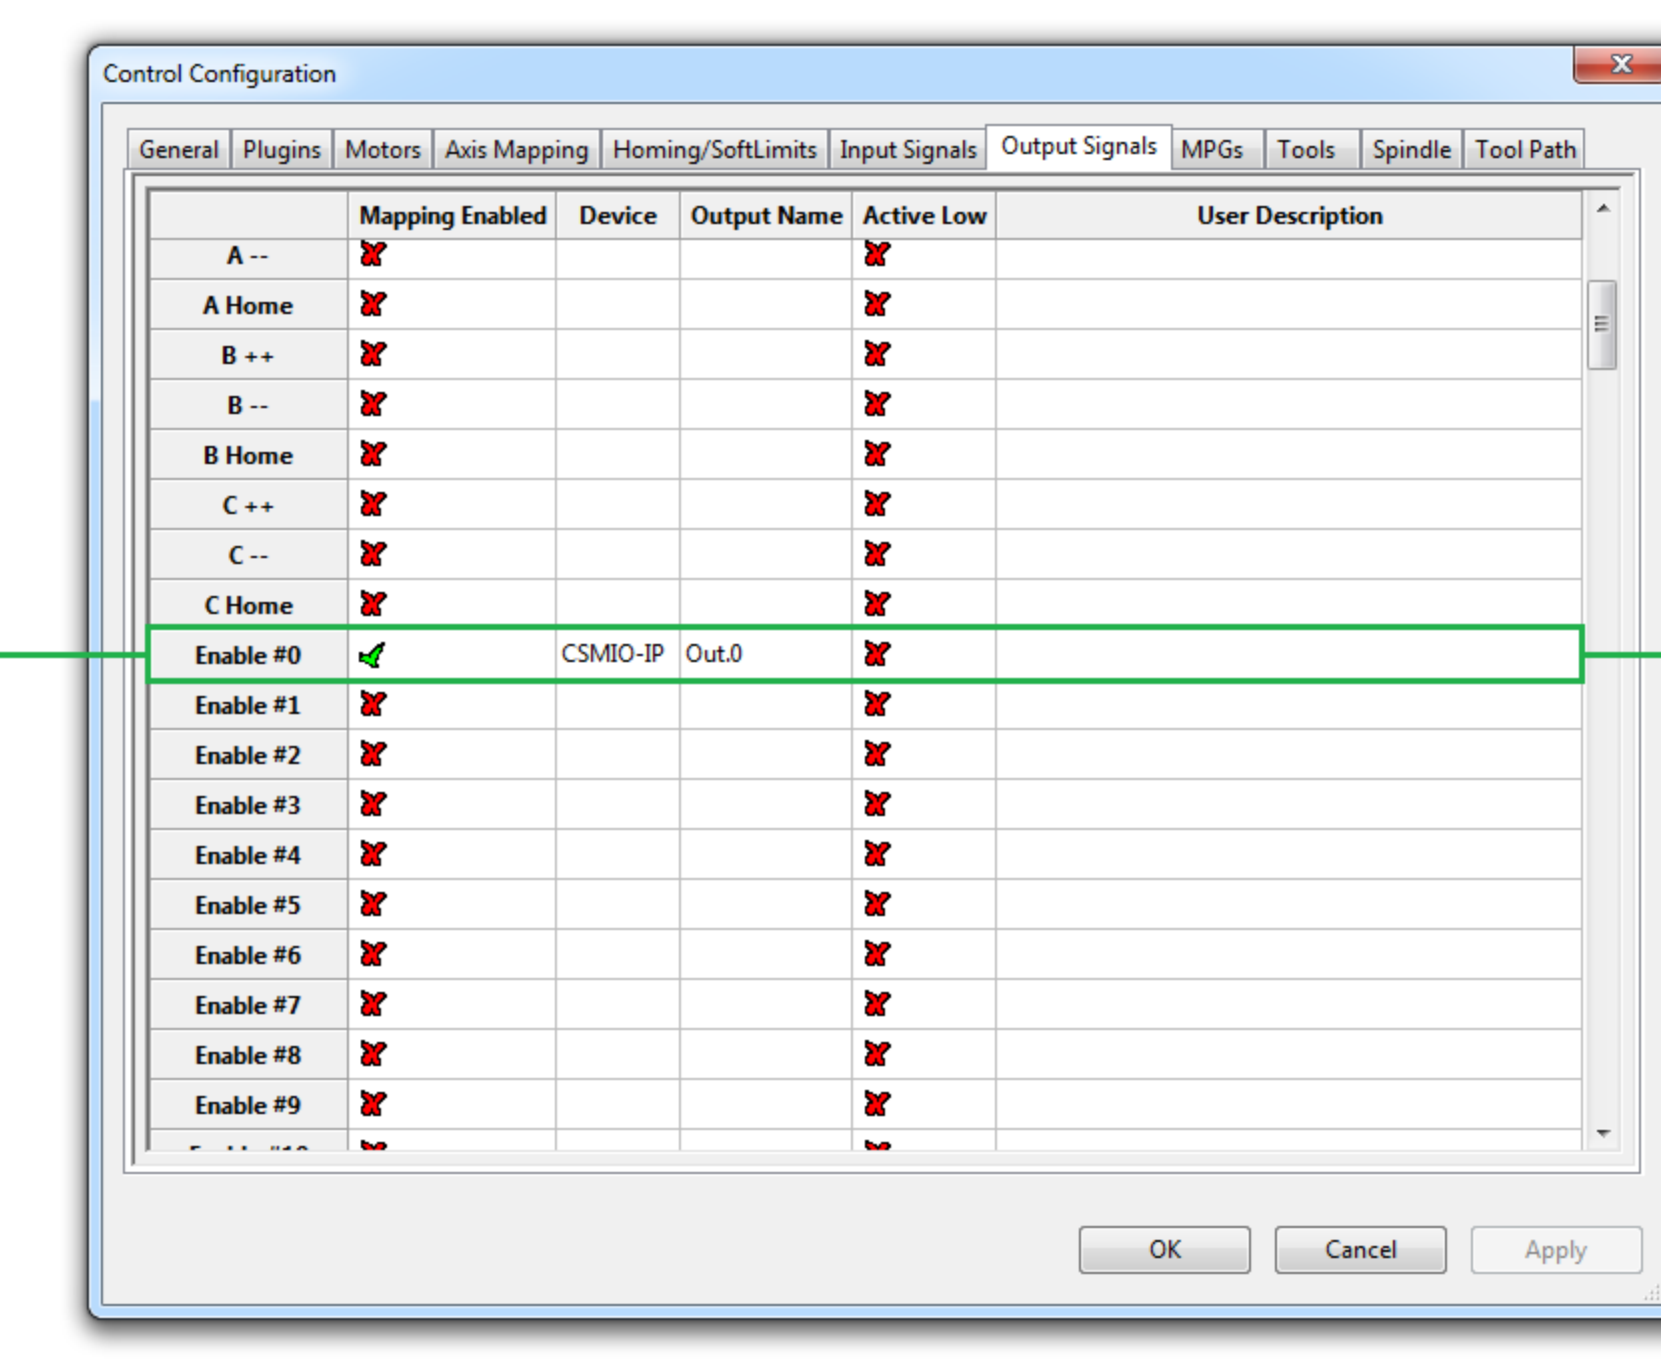 Control Configuration
General Plugins Motors Axis Mapping Homing/SoftLimits Input Signals Output Signals MPGs Tools Spindle Tool Path
Mapping Enabled Device Output Name Active Low User Description
A --
A Home
B ++
B --
B Home
C ++
C --
C Home
Enable #0 CSMIO-IP Out.0
Enable #1
Enable #2
Enable #3
Enable #4
Enable #5
Enable #6
Enable #7
Enable #8
Enable #9
OK Cancel Apply